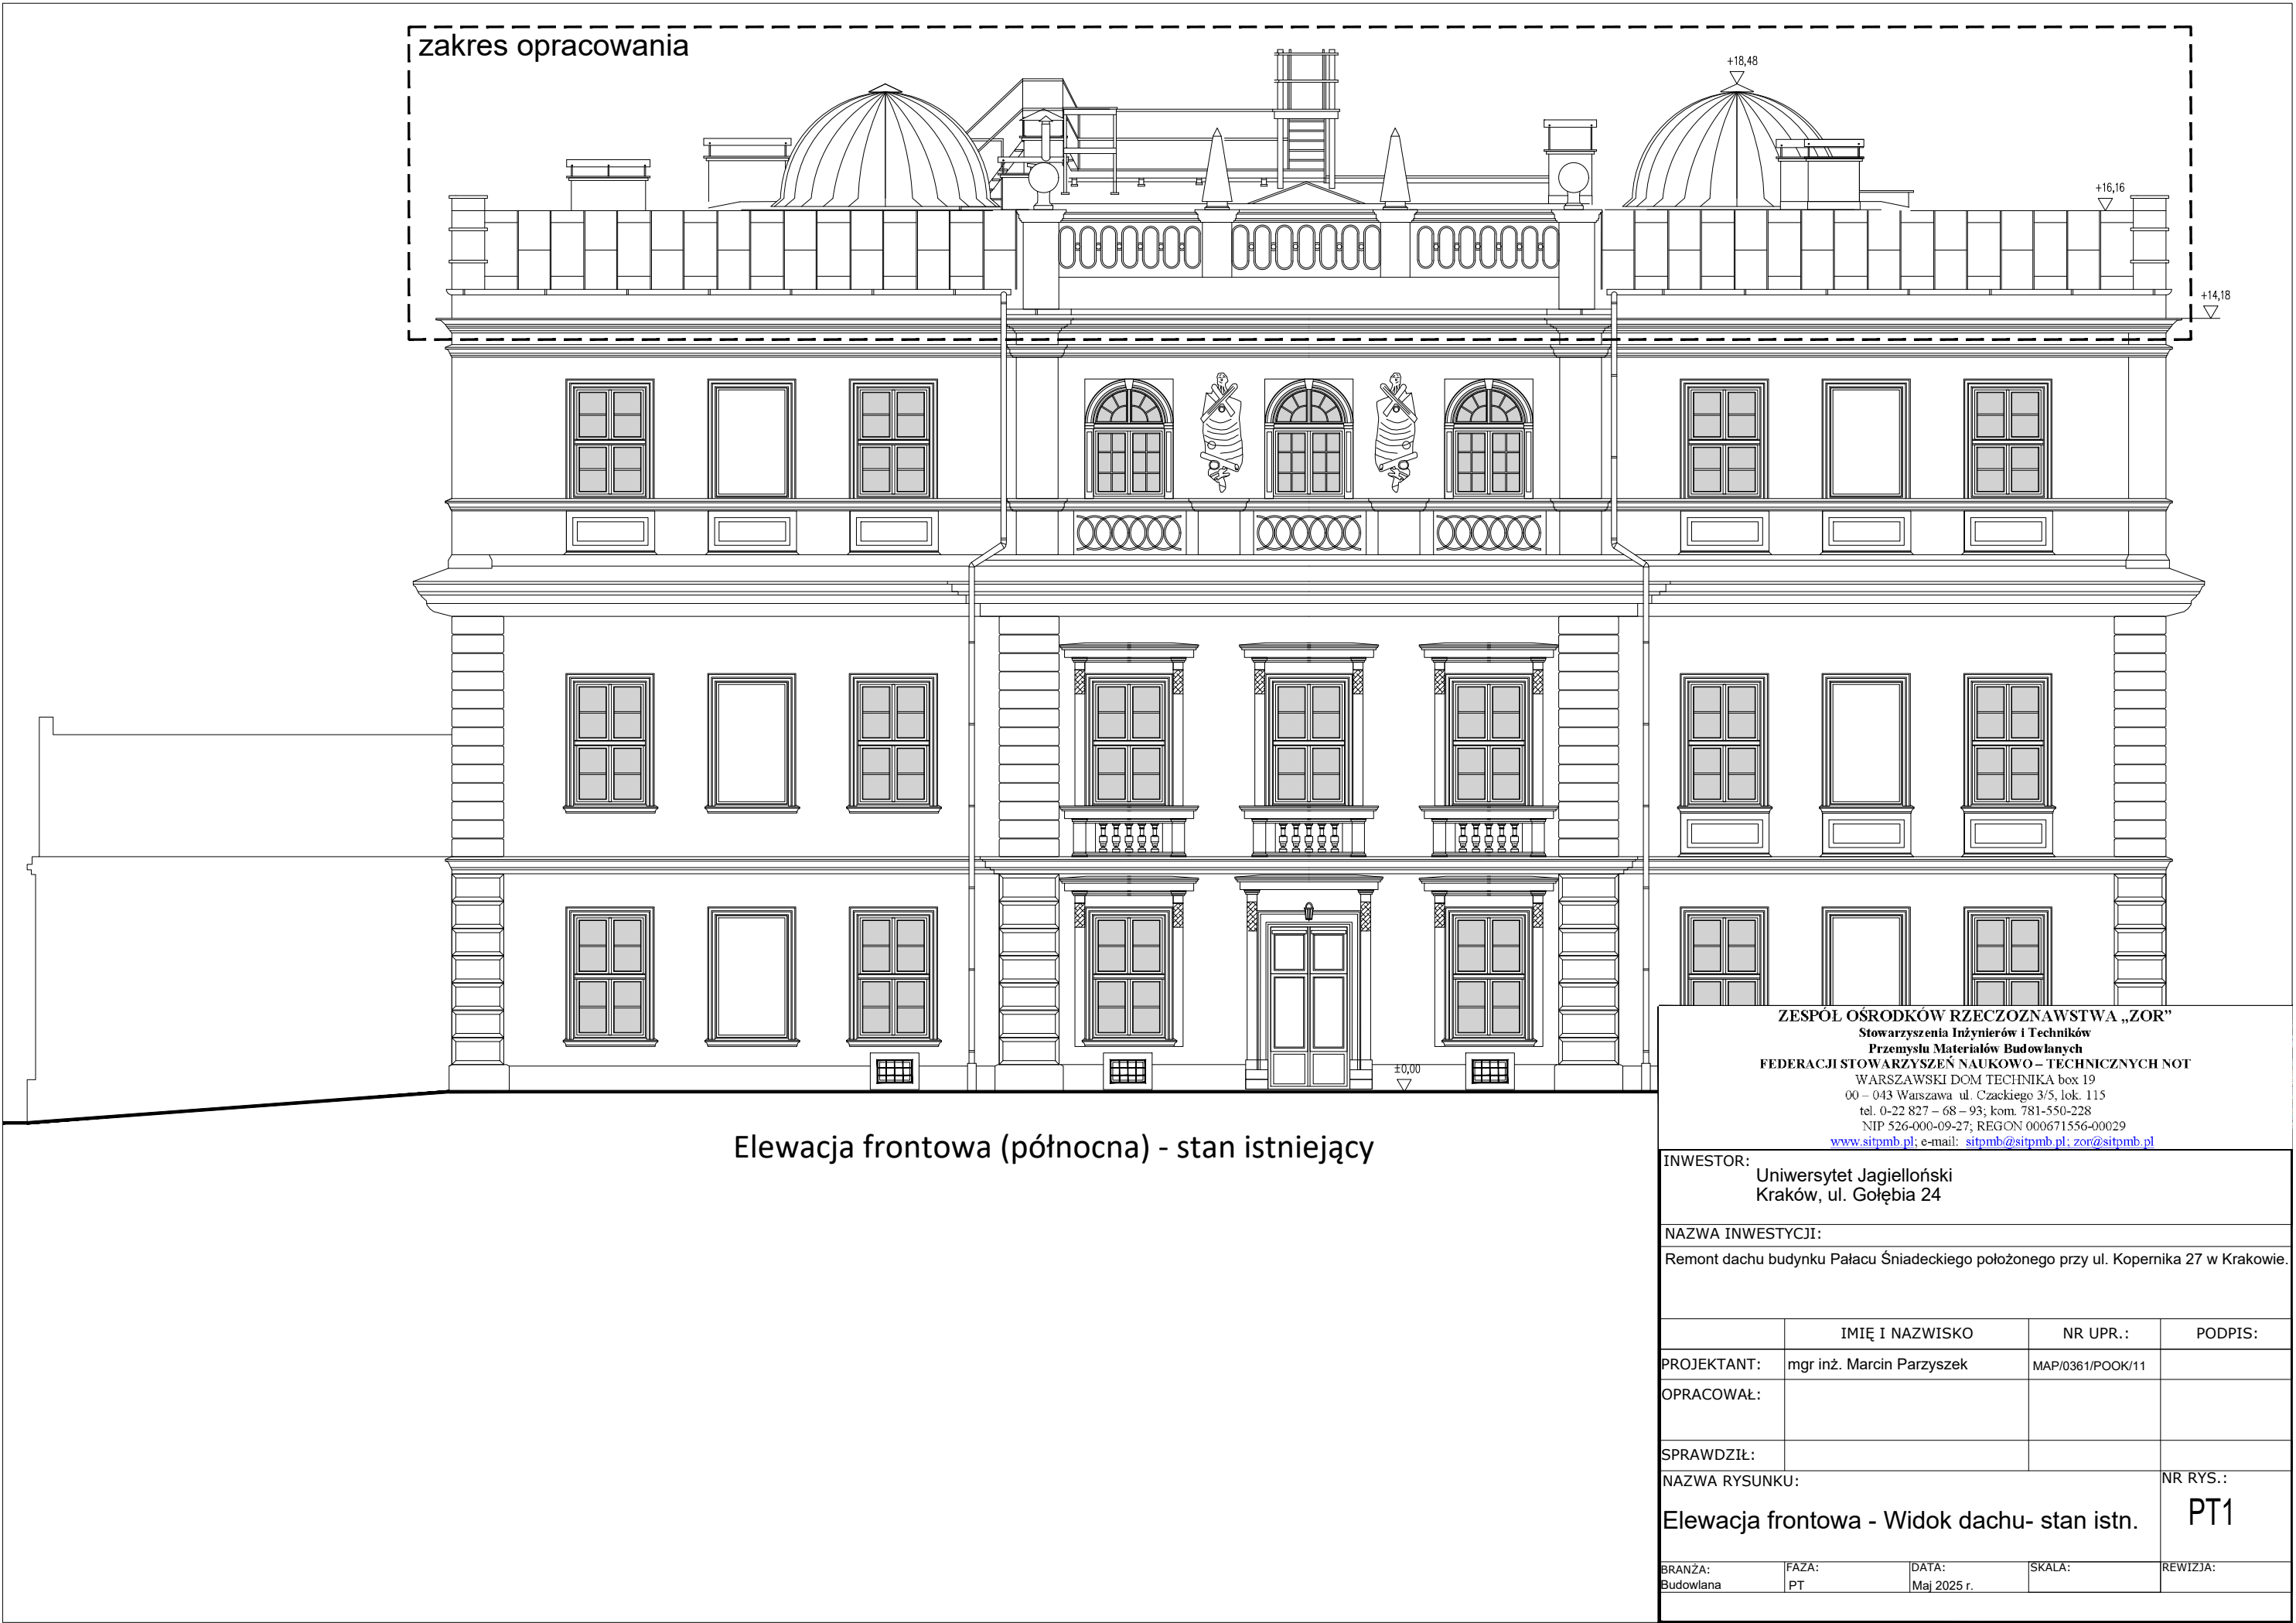 zakres opracowania
+18,48
+16,16
+14,18
±0,00
Elewacja frontowa (północna) - stan istniejący
ZESPÓŁ OŚRODKÓW RZECZOZNAWSTWA „ZOR”
Stowarzyszenia Inżynierów i Techników
Przemysłu Materiałów Budowlanych
FEDERACJI STOWARZYSZEŃ NAUKOWO – TECHNICZNYCH NOT
WARSZAWSKI DOM TECHNIKA box 19
00 – 043 Warszawa ul. Czackiego 3/5, lok. 115
tel. 0-22 827 – 68 – 93; kom. 781-550-228
NIP 526-000-09-27; REGON 000671556-00029
www.sitpmb.pl; e-mail: sitpmb@sitpmb.pl; zor@sitpmb.pl
INWESTOR:
Uniwersytet Jagielloński
Kraków, ul. Gołębia 24
NAZWA INWESTYCJI:
Remont dachu budynku Pałacu Śniadeckiego położonego przy ul. Kopernika 27 w Krakowie.
IMIĘ I NAZWISKO NR UPR.: PODPIS:
PROJEKTANT: mgr inż. Marcin Parzyszek MAP/0361/POOK/11
OPRACOWAŁ:
SPRAWDZIŁ:
NAZWA RYSUNKU: NR RYS.:
Elewacja frontowa - Widok dachu- stan istn. PT1
BRANŻA: FAZA: DATA: SKALA: REWIZJA:
Budowlana PT Maj 2025 r.